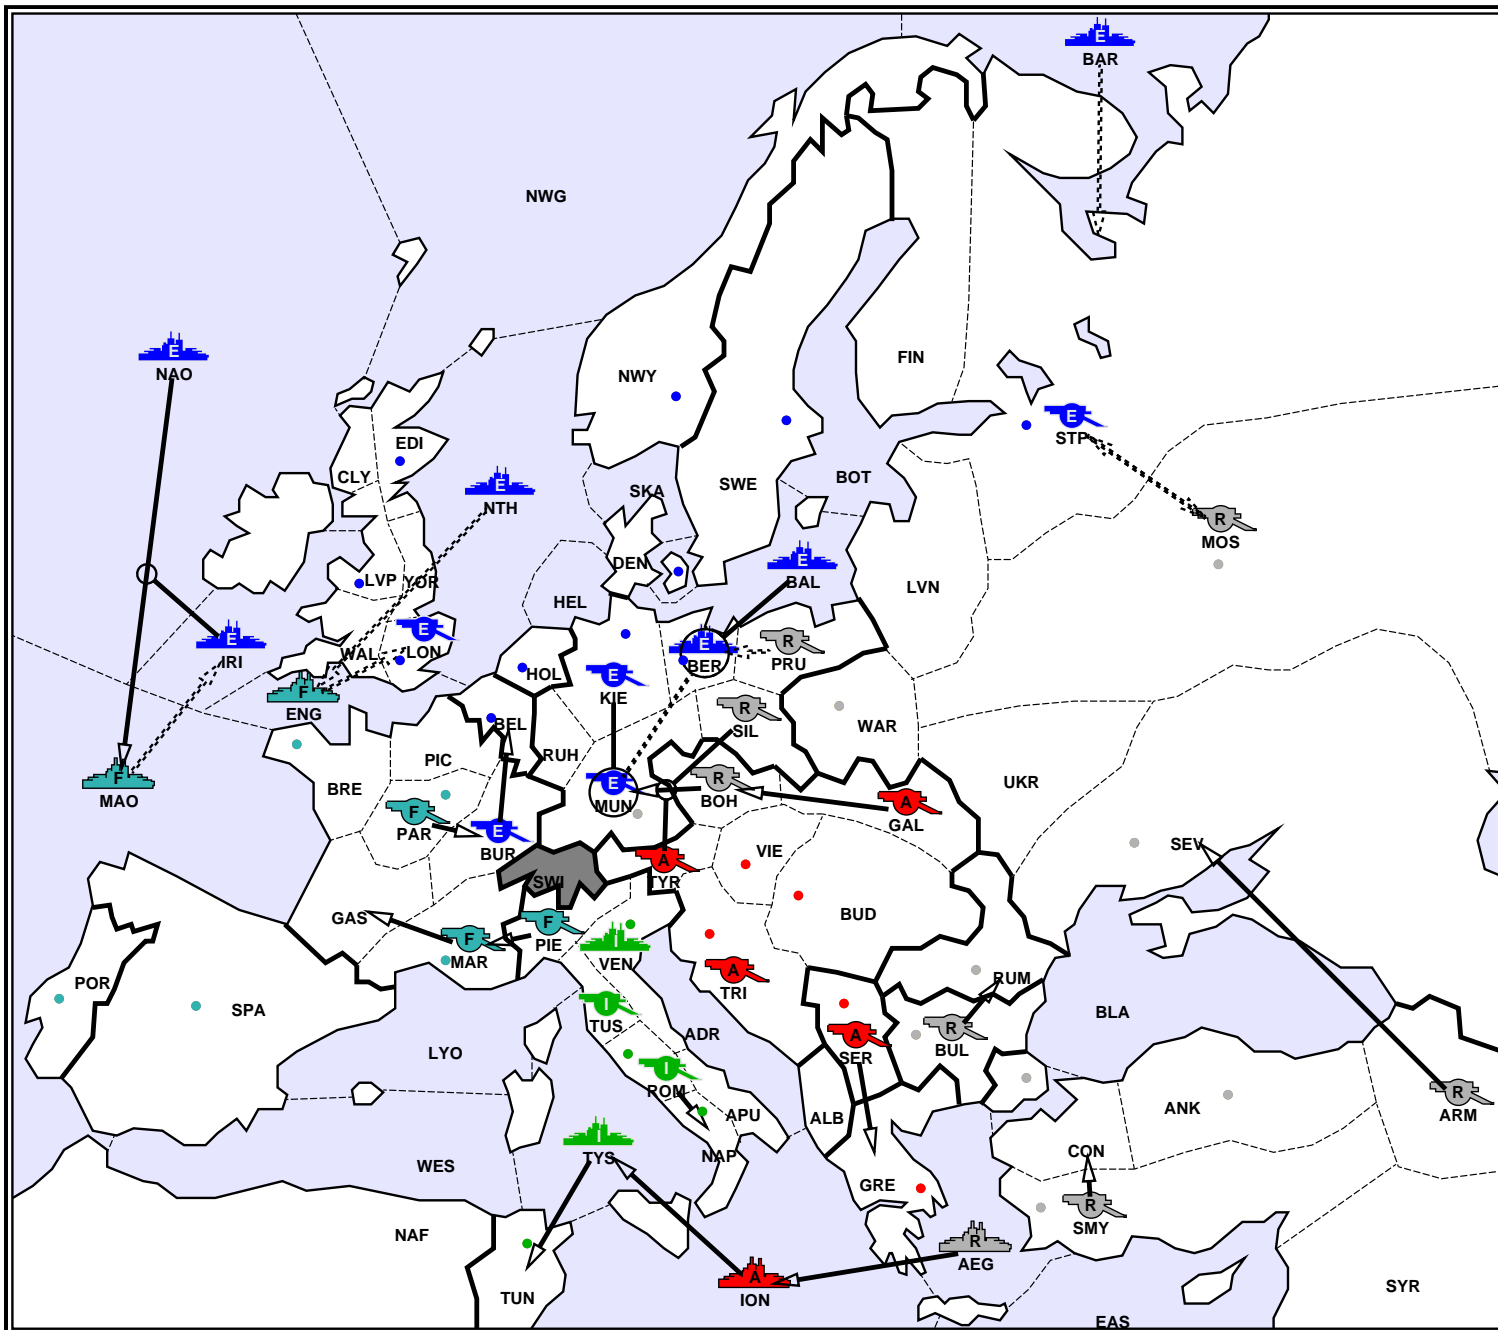 E
BAR
NWG
E
NAO
FIN
NWY
E
STP
EDI
CLY
E
NTH
SKA
SWE
BOT
R
MOS
DEN
E
BAL
LVP
YOR
HEL
LVN
E
IRI
WAL
E
LON
HOL
E
KIE
E
BER
R
PRU
F
ENG
BEL
R
SIL
WAR
F
MAO
BRE
PIC
RUH
E
MUN
R
BOH
A
GAL
UKR
F
PAR
E
BUR
SEV
SWI
A
TYR
VIE
BUD
GAS
F
MAR
F
PIE
I
VEN
A
TRI
RUM
POR
SPA
I
TUS
ADR
A
SER
R
BUL
BLA
LYO
I
ROM
APU
ALB
ANK
R
ARM
I
TYS
NAP
WES
CON
GRE
R
SMY
NAF
R
AEG
TUN
A
ION
SYR
EAS